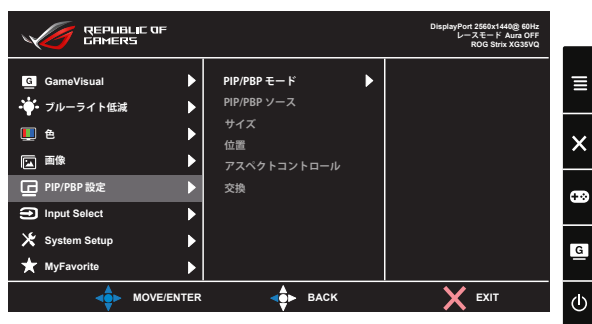 REPUBLIC OF
GAMERS
DisplayPort 2560x1440@ 60Hz
レースモード Aura OFF
ROG Strix XG35VQ
G GameVisual
ブルーライト低減
色
画像
PIP/PBP 設定
Input Select
System Setup
MyFavorite
PIP/PBP モード
PIP/PBP ソース
サイズ
位置
アスペクトコントロール
交換
G
MOVE/ENTER
BACK
EXIT